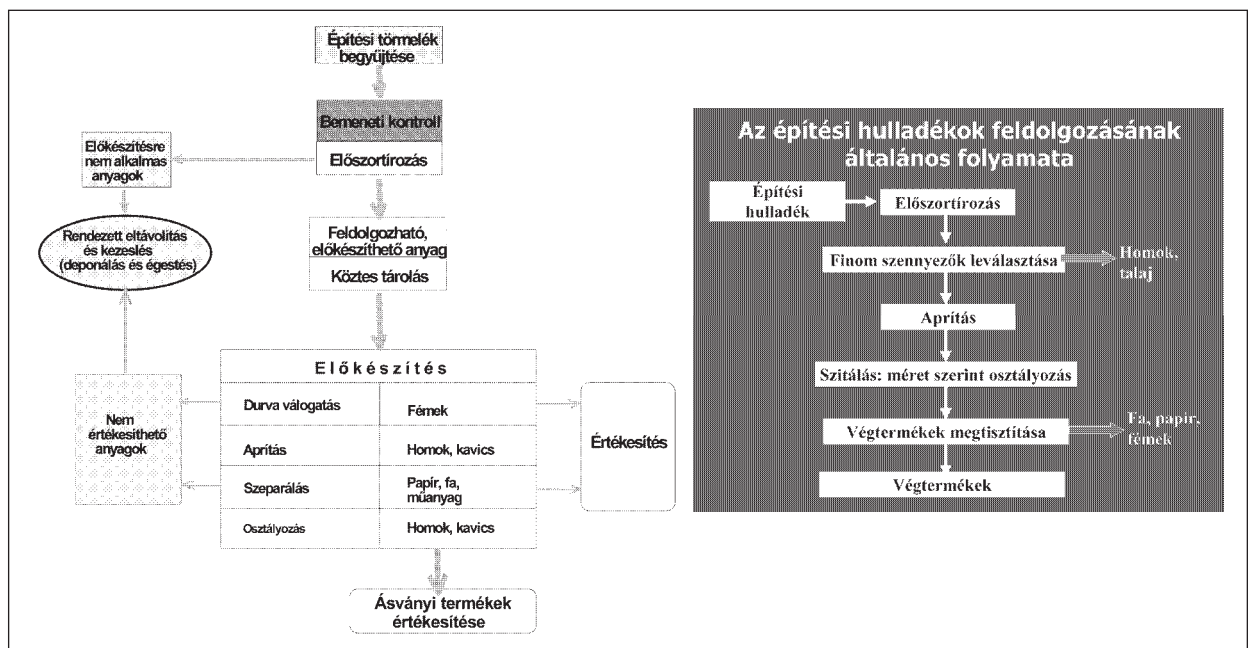 Építési törmelék
begyűjtése
Bemeneti kontroll
Előszortírozás
Előkészítésre
nem alkalmas
anyagok
Rendezett eltávolítás
és kezeslés
(deponálás és égestés)
Feldolgozható,
előkészíthető anyag
Köztes tárolás
Előkészítés
Durva válogatás
Fémek
Aprítás
Homok, kavics
Szeparálás
Papír, fa,
műanyag
Osztályozás
Homok, kavics
Nem
értékesíthető
anyagok
Értékesítés
Ásványi termékek
értékesítése
Az építési hulladékok feldolgozásának
általános folyamata
Építési
hulladék
Előszortírozás
Finom szennyezők leválasztása
Homok,
talaj
Aprítás
Szitálás: méret szerint osztályozás
Végtermékek megtisztítása
Fa, papír,
fémek
Végtermékek